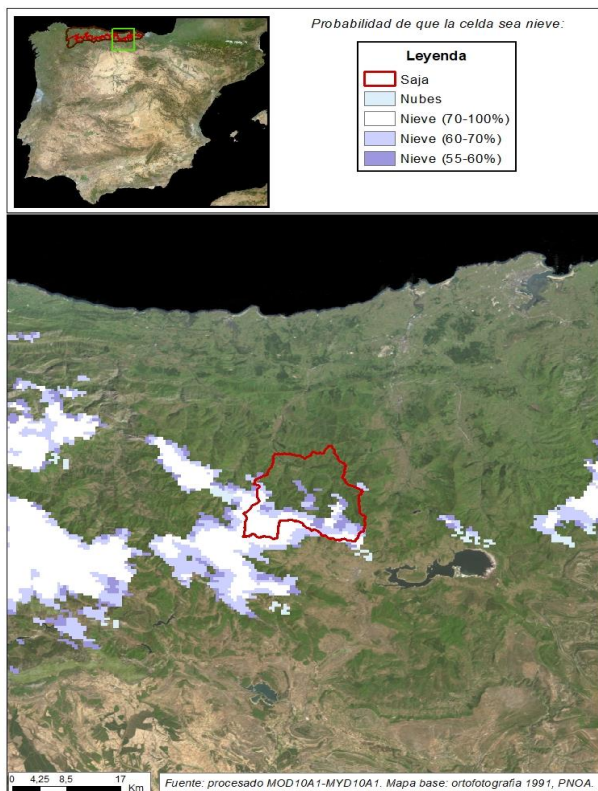 Probabilidad de que la celda sea nieve:
Leyenda
Saja
Nubes
Nieve (70-100%)
Nieve (60-70%)
Nieve (55-60%)
0 4,25 8,5 17
Km
Fuente: procesado MOD10A1-MYD10A1. Mapa base: ortofotografía 1991, PNOA.